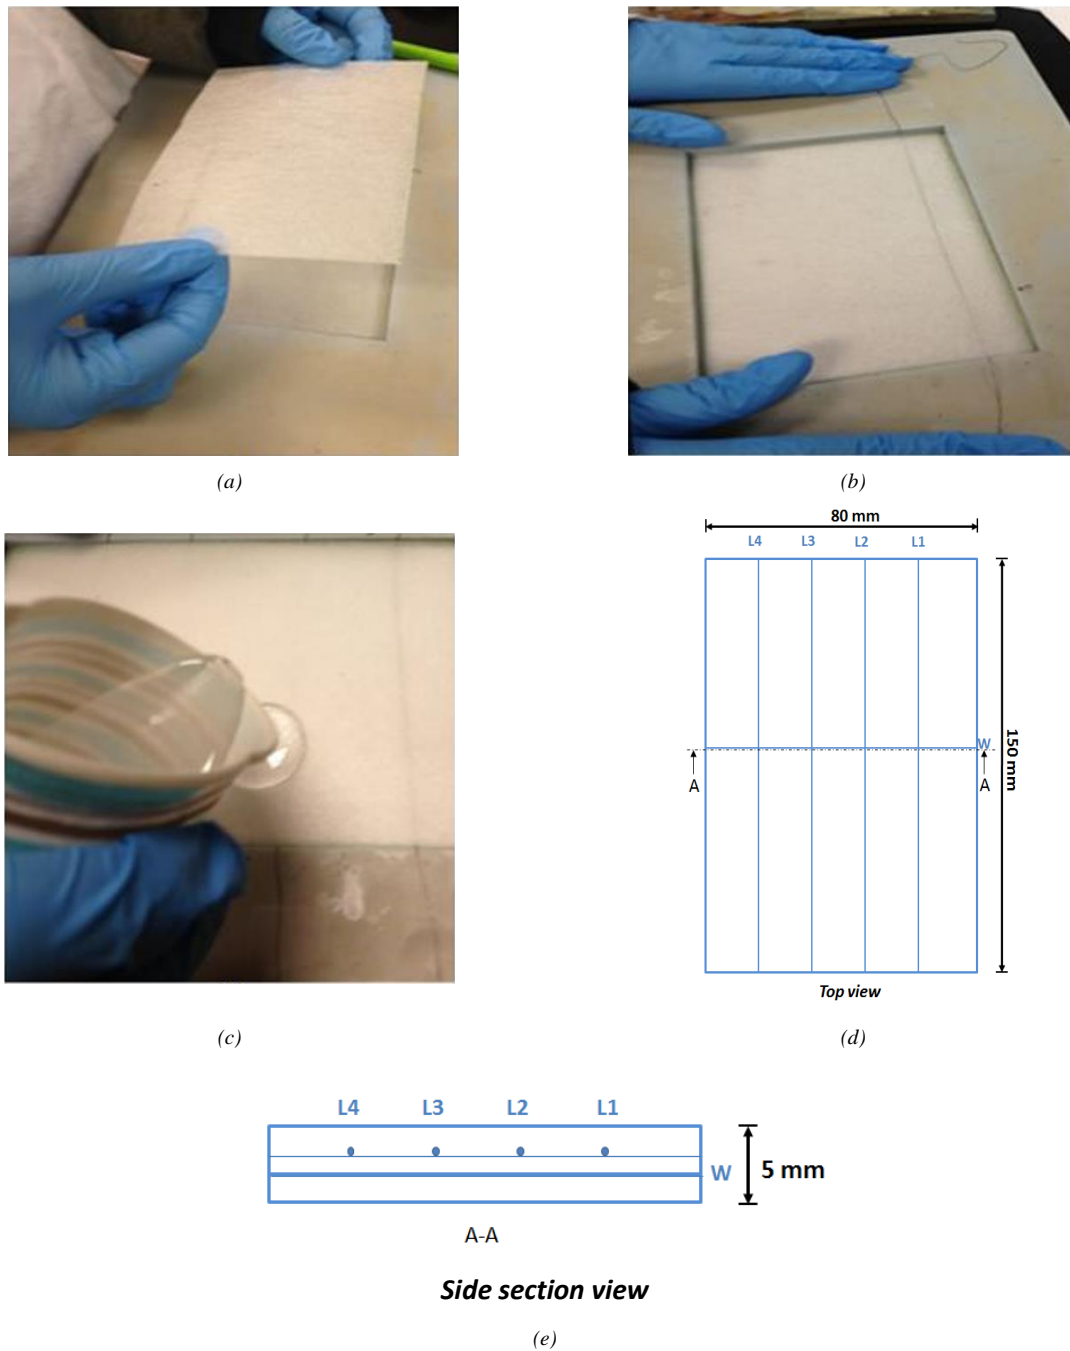 (a)
(b)
80 mm
L4 L3 L2 L1
W
A A
150 mm
Top view
(c)
(d)
L4 L3 L2 L1
W
5 mm
A-A
Side section view
(e)